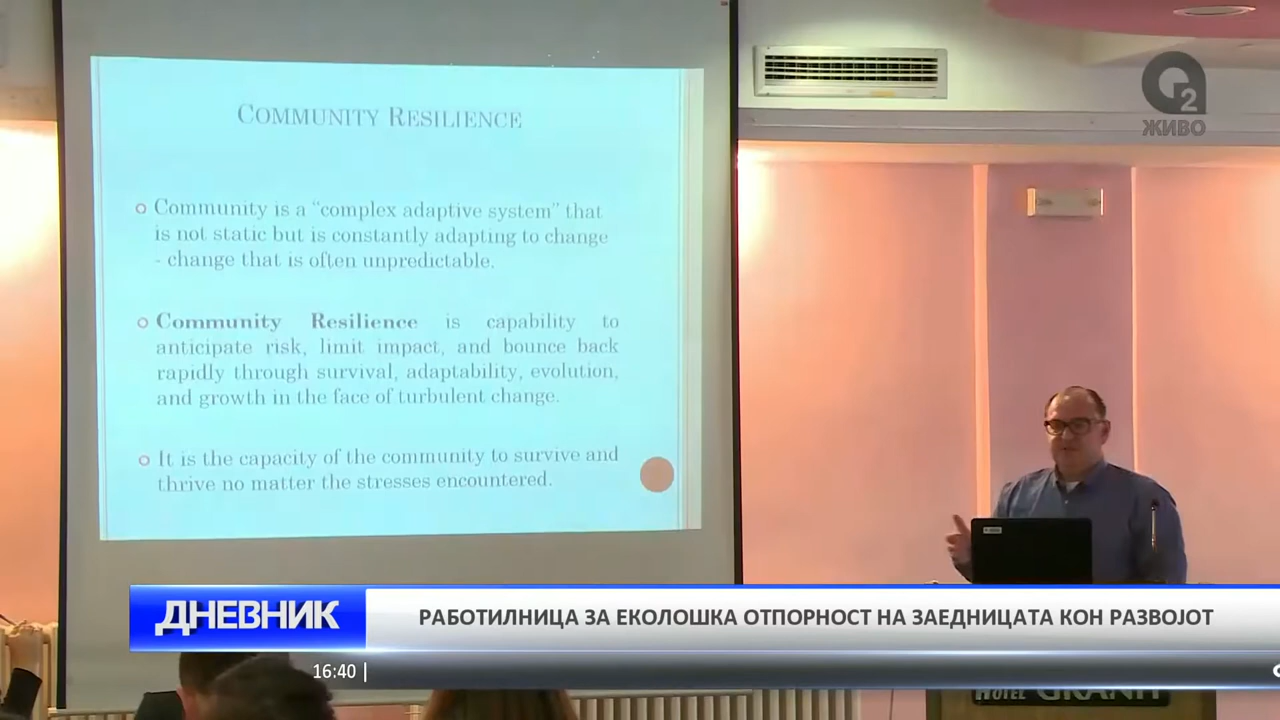 COMMUNITY RESILIENCE
Community is a “complex adaptive system” that
is not static but is constantly adapting to change
- change that is often unpredictable.
Community Resilience is capability to
anticipate risk, limit impact, and bounce back
rapidly through survival, adaptability, evolution,
and growth in the face of turbulent change.
It is the capacity of the community to survive and
thrive no matter the stresses encountered.
2
ЖИВО
ДНЕВНИК
РАБОТИЛНИЦА ЗА ЕКОЛОШКА ОТПОРНОСТ НА ЗАЕДНИЦАТА КОН РАЗВОЈОТ
16:40
HOTEL GRANIT